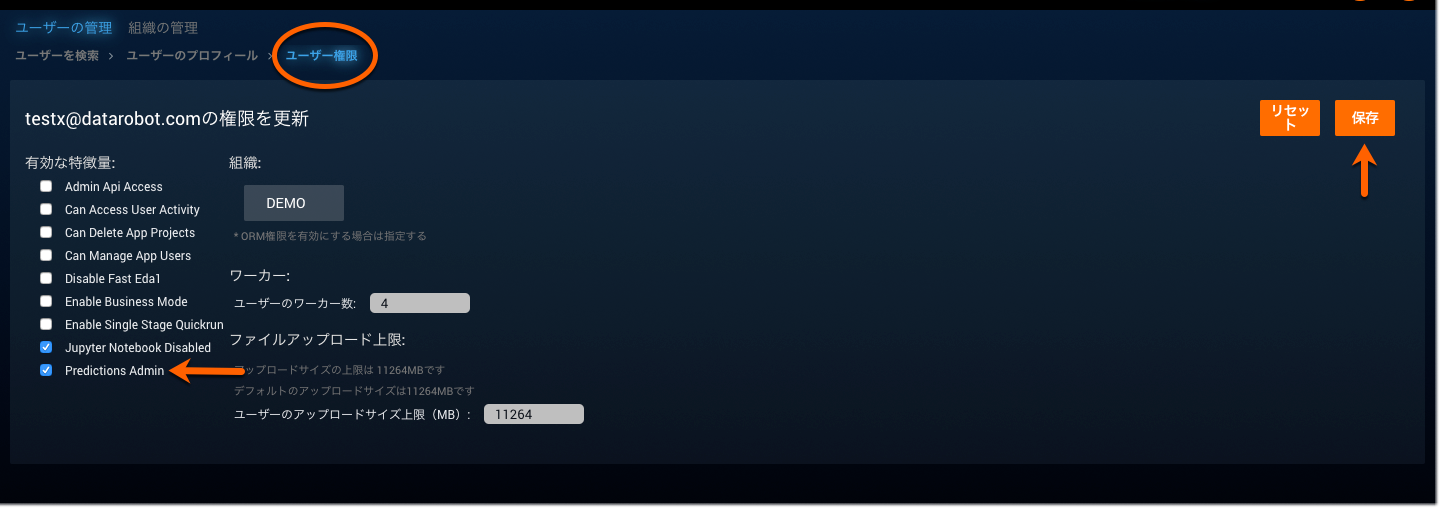 ユーザーの管理 組織の管理
ユーザーを検索 › ユーザーのプロフィール › ユーザー権限
testx@datarobot.comの権限を更新
リセッ
ト
保存
有効な特徴量:
Admin Api Access
Can Access User Activity
Can Delete App Projects
Can Manage App Users
Disable Fast Eda1
Enable Business Mode
Enable Single Stage Quickrun
Jupyter Notebook Disabled
Predictions Admin
組織:
DEMO
* ORM権限を有効にする場合は指定する
ワーカー:
ユーザーのワーカー数: 4
ファイルアップロード上限:
アップロードサイズの上限は 11264MBです
デフォルトのアップロードサイズは11264MBです
ユーザーのアップロードサイズ上限（MB）: 11264